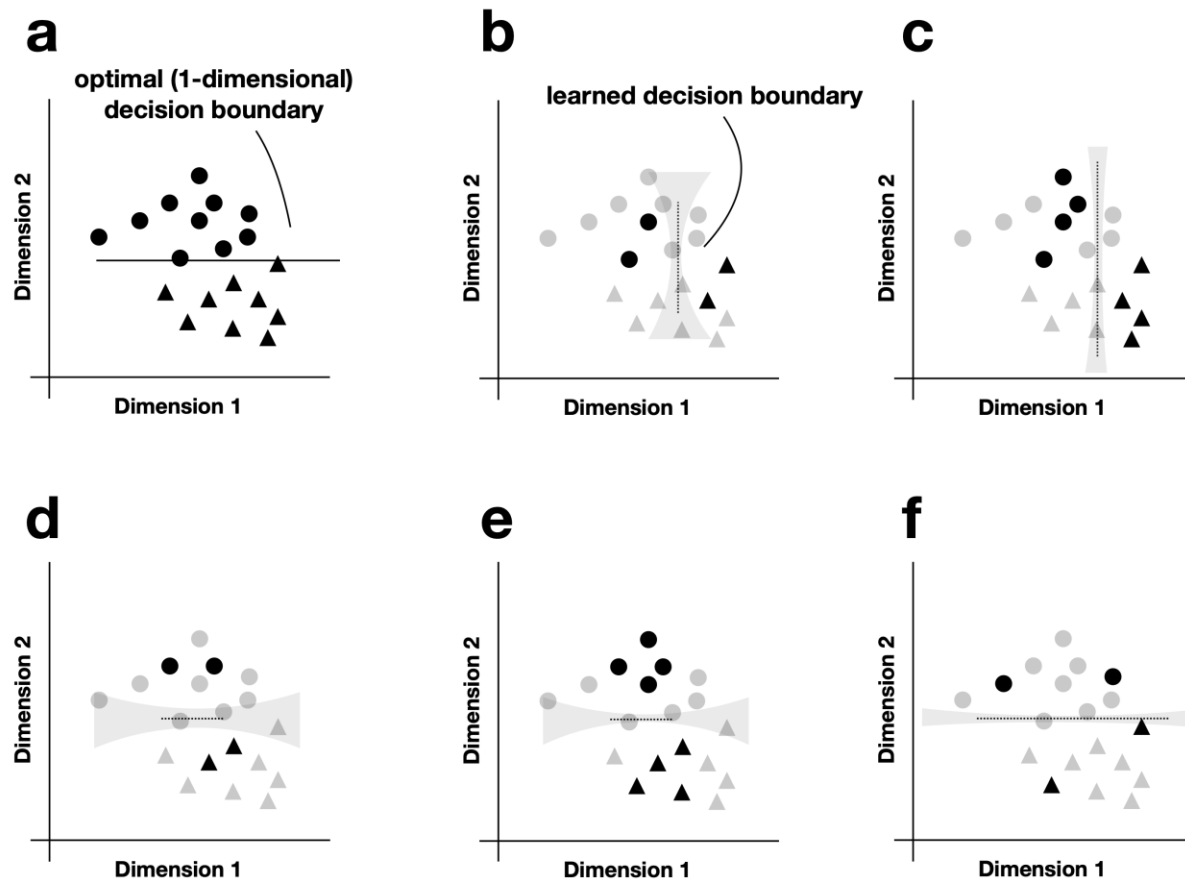 a
optimal (1-dimensional)
decision boundary
Dimension 2
Dimension 1
b
learned decision boundary
Dimension 2
Dimension 1
c
Dimension 2
Dimension 1
d
Dimension 2
Dimension 1
e
Dimension 2
Dimension 1
f
Dimension 2
Dimension 1